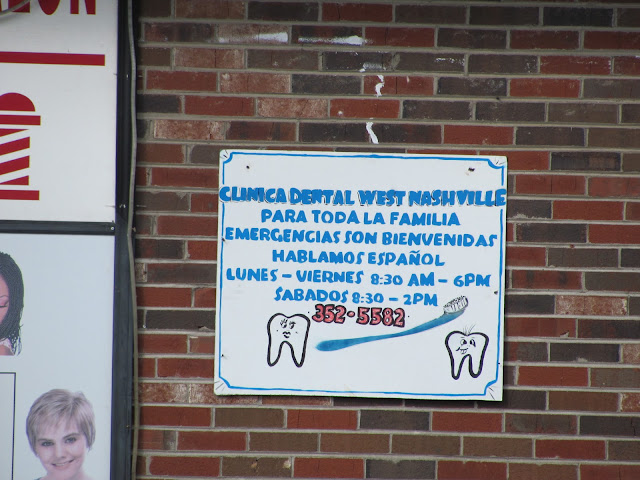 CLINICA DENTAL WEST NASHVILLE
PARA TODA LA FAMILIA
EMERGENCIAS SON BIENVENIDAS
HABLAMOS ESPAÑOL
LUNES - VIERNES 8:30 AM - 6PM
SABADOS 8:30 - 2PM
352-5582